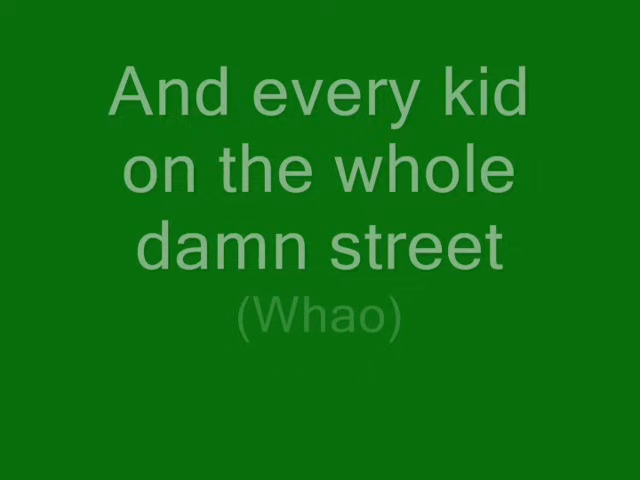 And every kid
on the whole
damn street
(Whao)